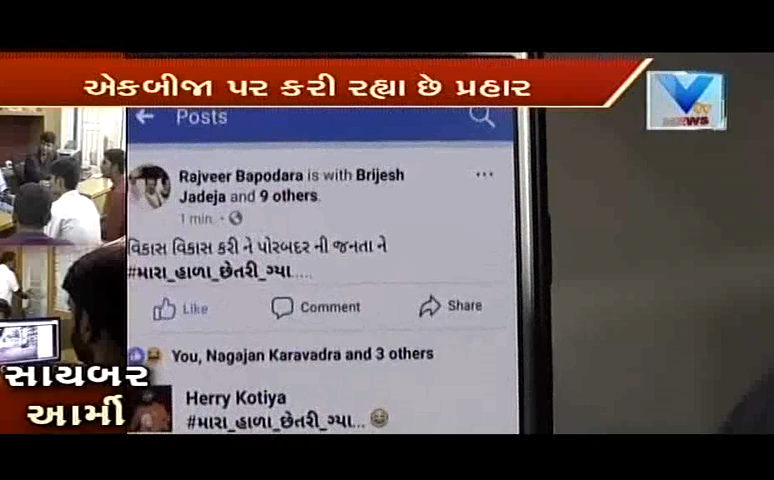 એકબીજા પર કરી રહ્યા છે પ્રહાર
VTV
NEWS
Posts
Rajveer Bapodara is with Brijesh
Jadeja and 9 others.
1 min ·
વિકાસ વિકાસ કરી ને પોરબદર ની જનતા ને
#મારા_હાળા_છેતરી_ગ્યા.....
Like Comment Share
You, Nagajan Karavadra and 3 others
Herry Kotiya
#મારા_હાળા_છેતરી_ગ્યા...
સાયબર
આર્મી